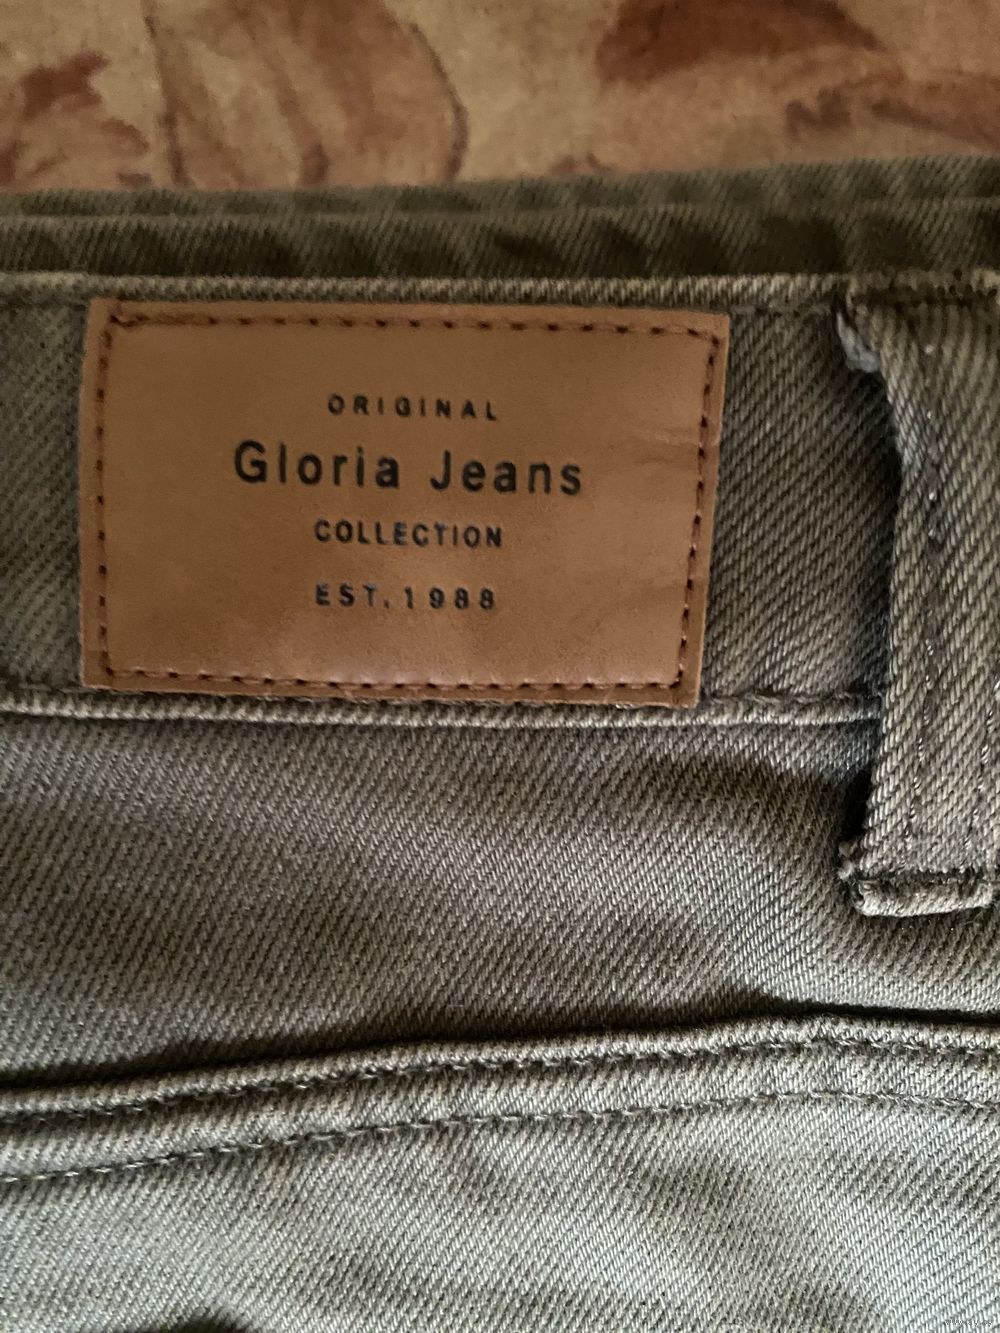 ORIGINAL
Gloria Jeans
COLLECTION
EST. 1988